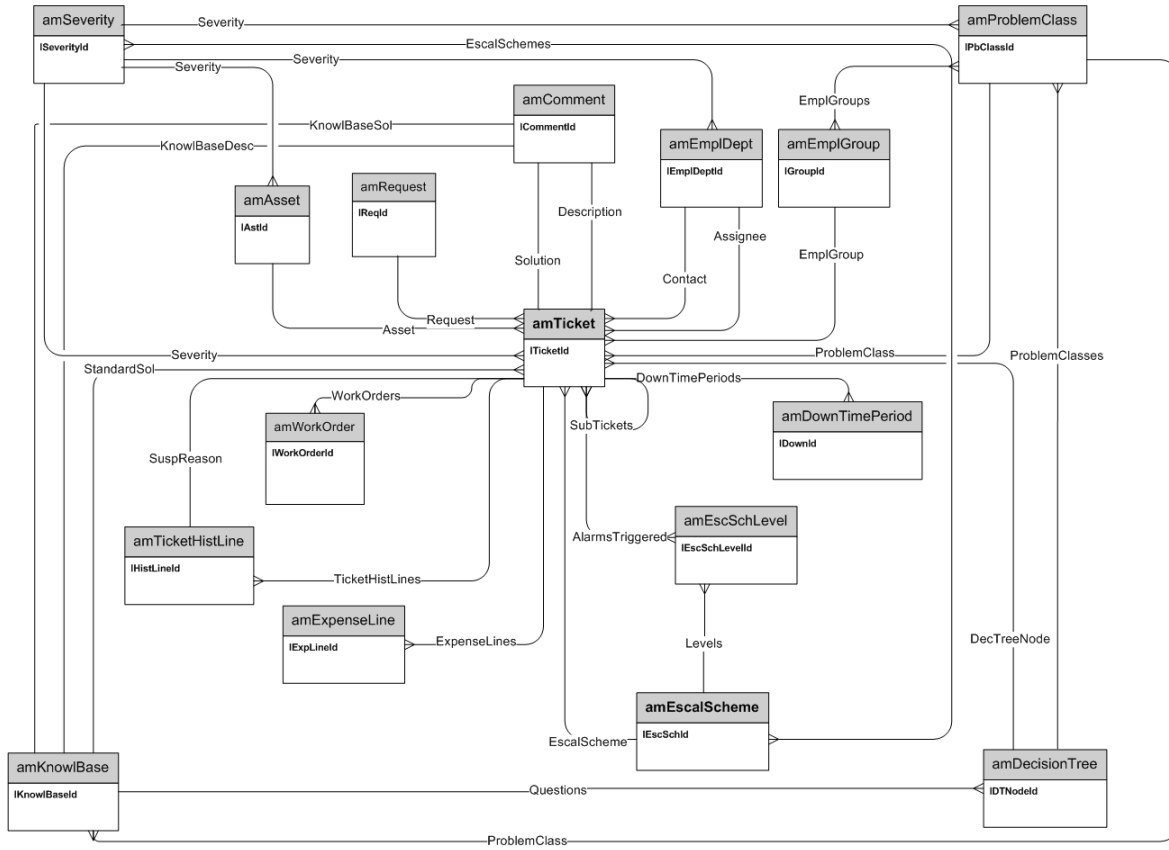 amSeverity
lSeverityId
Severity
amProblemClass
lPbClassId
EscalSchemes
Severity
Severity
amComment
lCommentId
EmplGroups
KnowlBaseSol
KnowlBaseDesc
amEmplDept
lEmplDeptId
amEmplGroup
lGroupId
amAsset
lAstId
amRequest
lReqId
Description
Assignee
Solution
EmplGroup
Contact
Request
Asset
amTicket
lTicketId
Severity
ProblemClass
ProblemClasses
StandardSol
DownTimePeriods
WorkOrders
amWorkOrder
lWorkOrderId
SubTickets
amDownTimePeriod
lDownId
SuspReason
amTicketHistLine
lHistLineId
AlarmsTriggered
amEscSchLevel
lEscSchLevelId
TicketHistLines
amExpenseLine
lExpLineId
ExpenseLines
Levels
DecTreeNode
amEscalScheme
lEscSchId
EscalScheme
amKnowlBase
lKnowlBaseId
amDecisionTree
lDTNodeId
Questions
ProblemClass